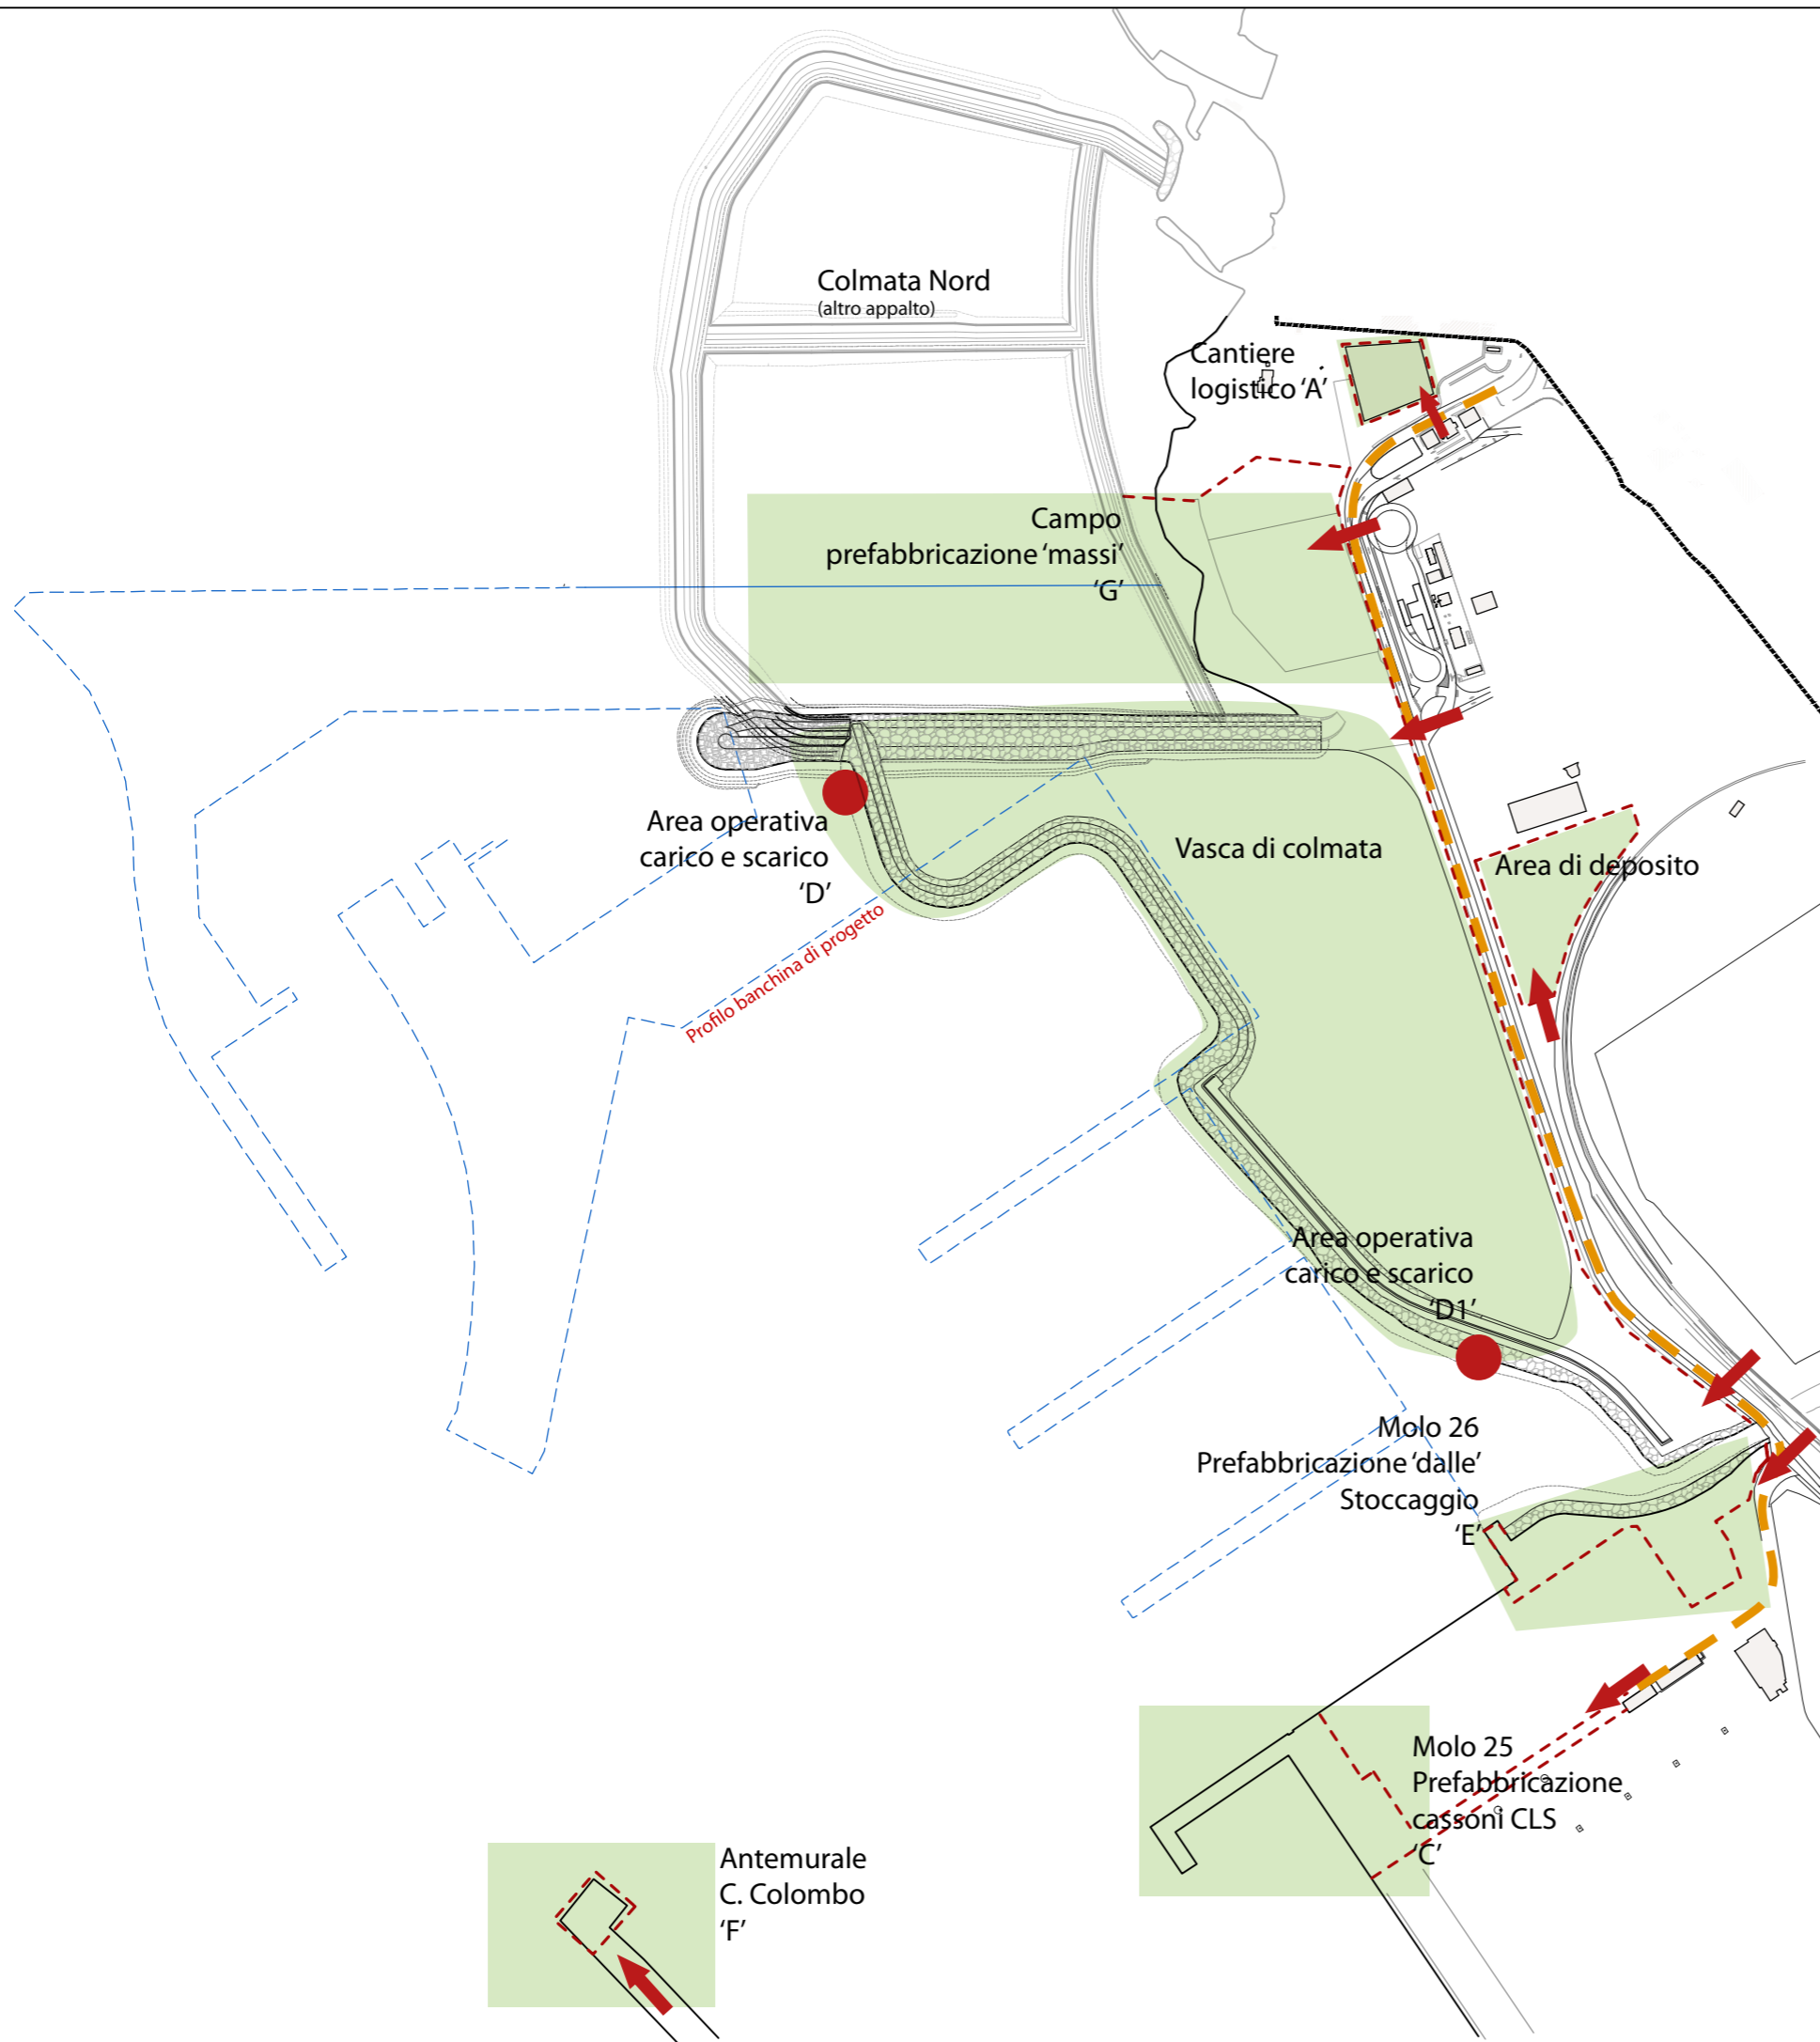 Colmata Nord
(altro appalto)
Cantiere
logistico ‘A’
Campo
prefabbricazione ‘massi’
‘G’
Area operativa
carico e scarico
‘D’
Vasca di colmata
Area di deposito
Profilo banchina di progetto
Area operativa
carico e scarico
‘D1’
Molo 26
Prefabbricazione ‘dalle’
Stoccaggio
‘E’
Molo 25
Prefabbricazione
cassoni CLS
‘C’
Antemurale
C. Colombo
‘F’